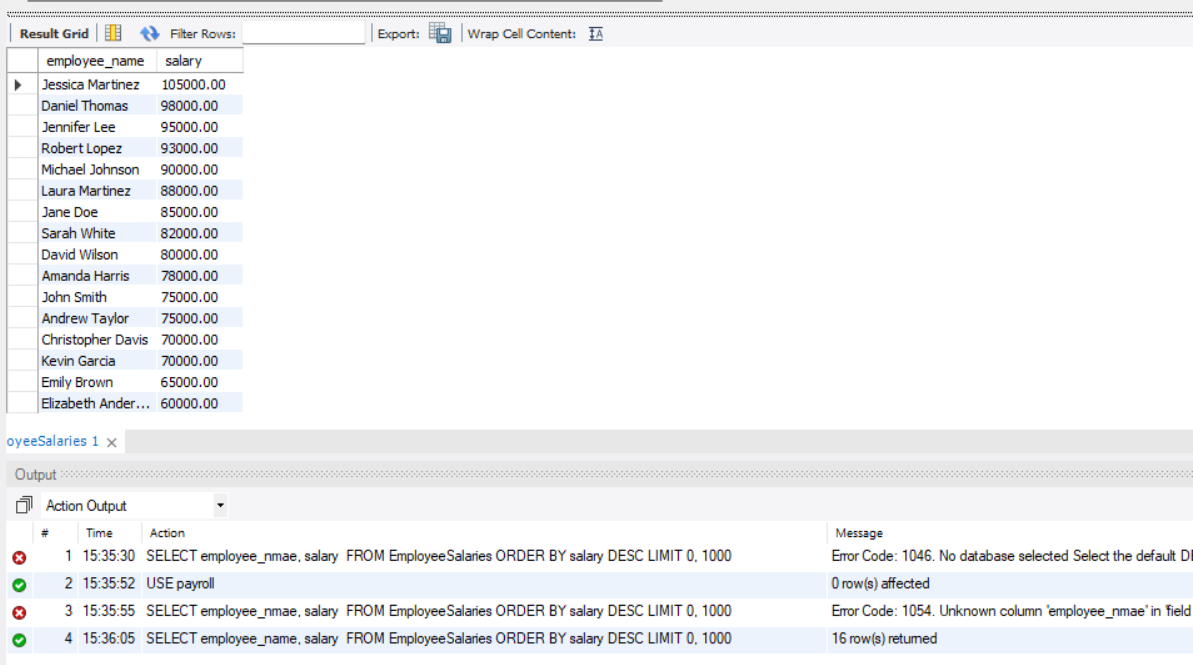 Result Grid Filter Rows: Export: Wrap Cell Content:
employee_name salary
Jessica Martinez 105000.00
Daniel Thomas 98000.00
Jennifer Lee 95000.00
Robert Lopez 93000.00
Michael Johnson 90000.00
Laura Martinez 88000.00
Jane Doe 85000.00
Sarah White 82000.00
David Wilson 80000.00
Amanda Harris 78000.00
John Smith 75000.00
Andrew Taylor 75000.00
Christopher Davis 70000.00
Kevin Garcia 70000.00
Emily Brown 65000.00
Elizabeth Ander... 60000.00
oyeeSalaries 1
Output
Action Output
# Time Action Message
1 15:35:30 SELECT employee_nmae, salary FROM EmployeeSalaries ORDER BY salary DESC LIMIT 0, 1000 Error Code: 1046. No database selected Select the default DE
2 15:35:52 USE payroll 0 row(s) affected
3 15:35:55 SELECT employee_nmae, salary FROM EmployeeSalaries ORDER BY salary DESC LIMIT 0, 1000 Error Code: 1054. Unknown column 'employee_nmae' in 'field
4 15:36:05 SELECT employee_name, salary FROM EmployeeSalaries ORDER BY salary DESC LIMIT 0, 1000 16 row(s) returned